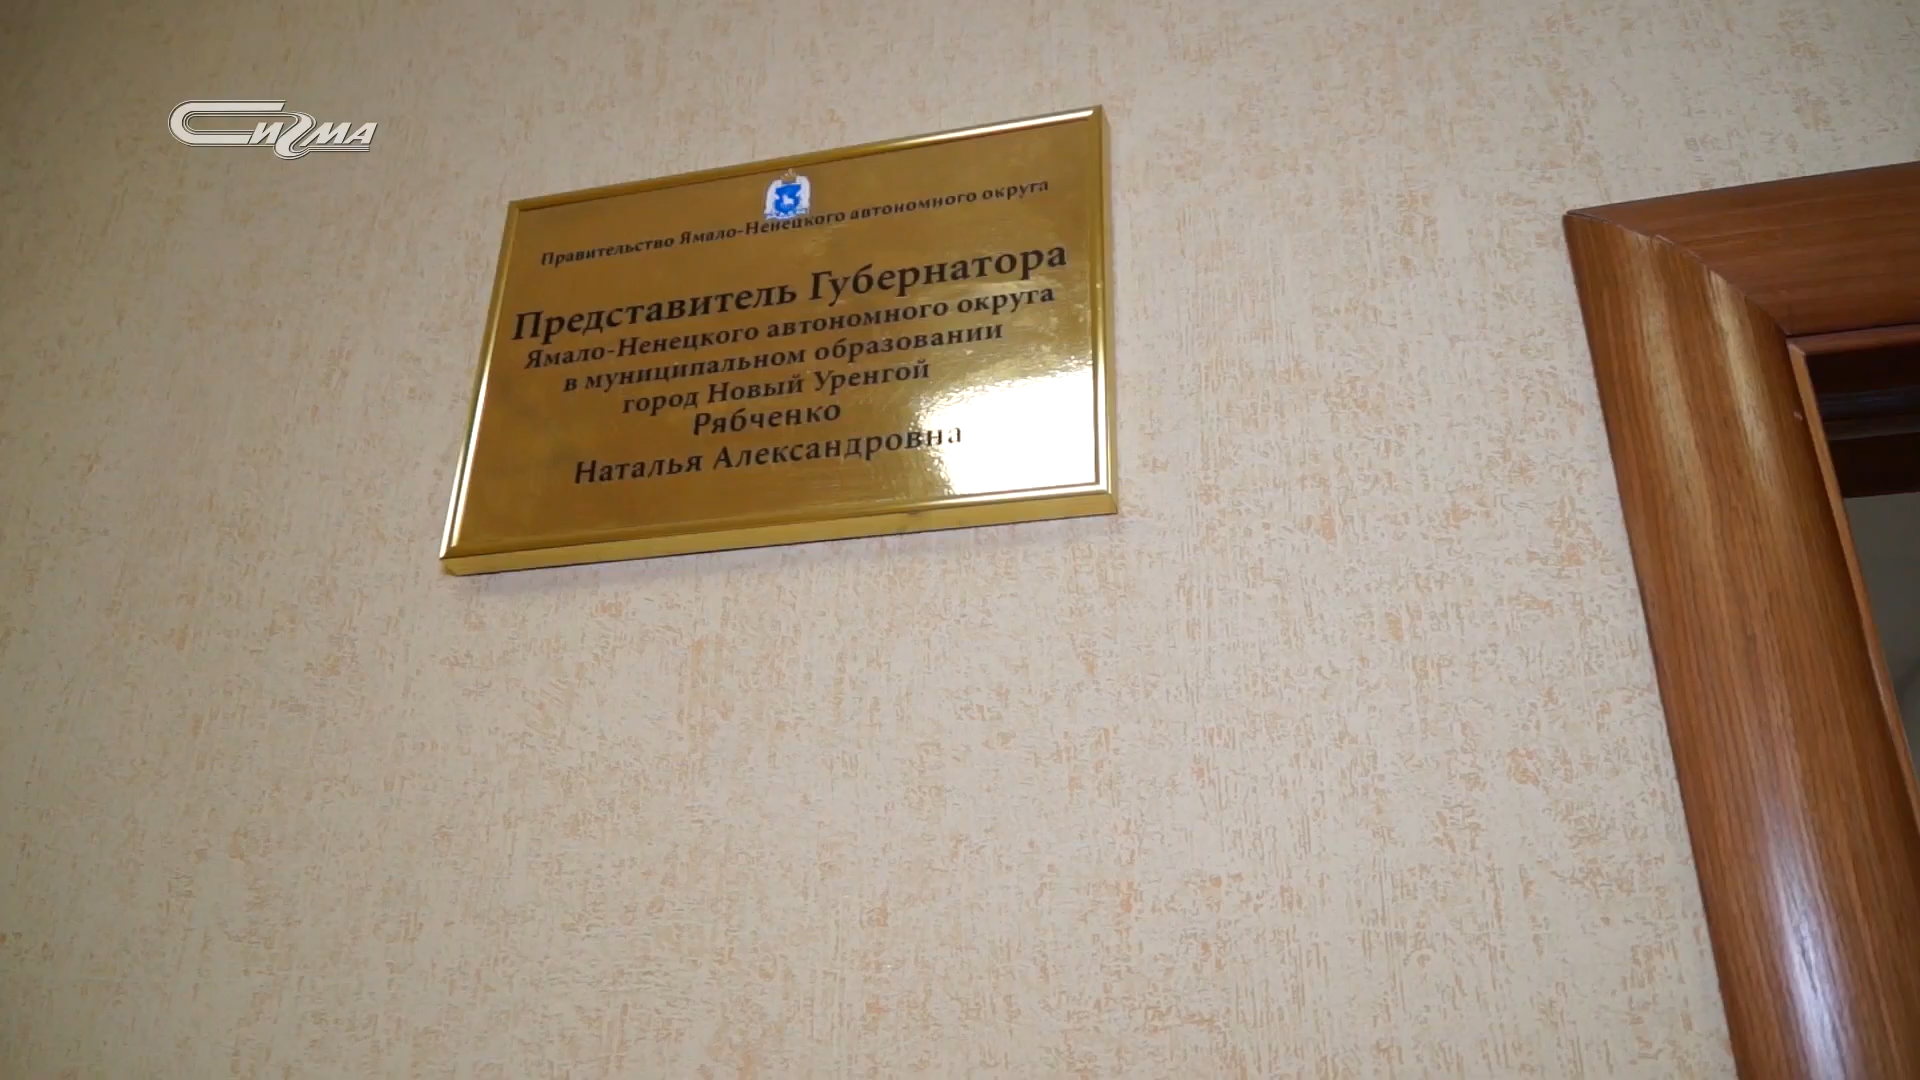 Сигма
Правительство Ямало-Ненецкого автономного округа
Представитель Губернатора
Ямало-Ненецкого автономного округа
в муниципальном образовании
город Новый Уренгой
Рябченко
Наталья Александровна